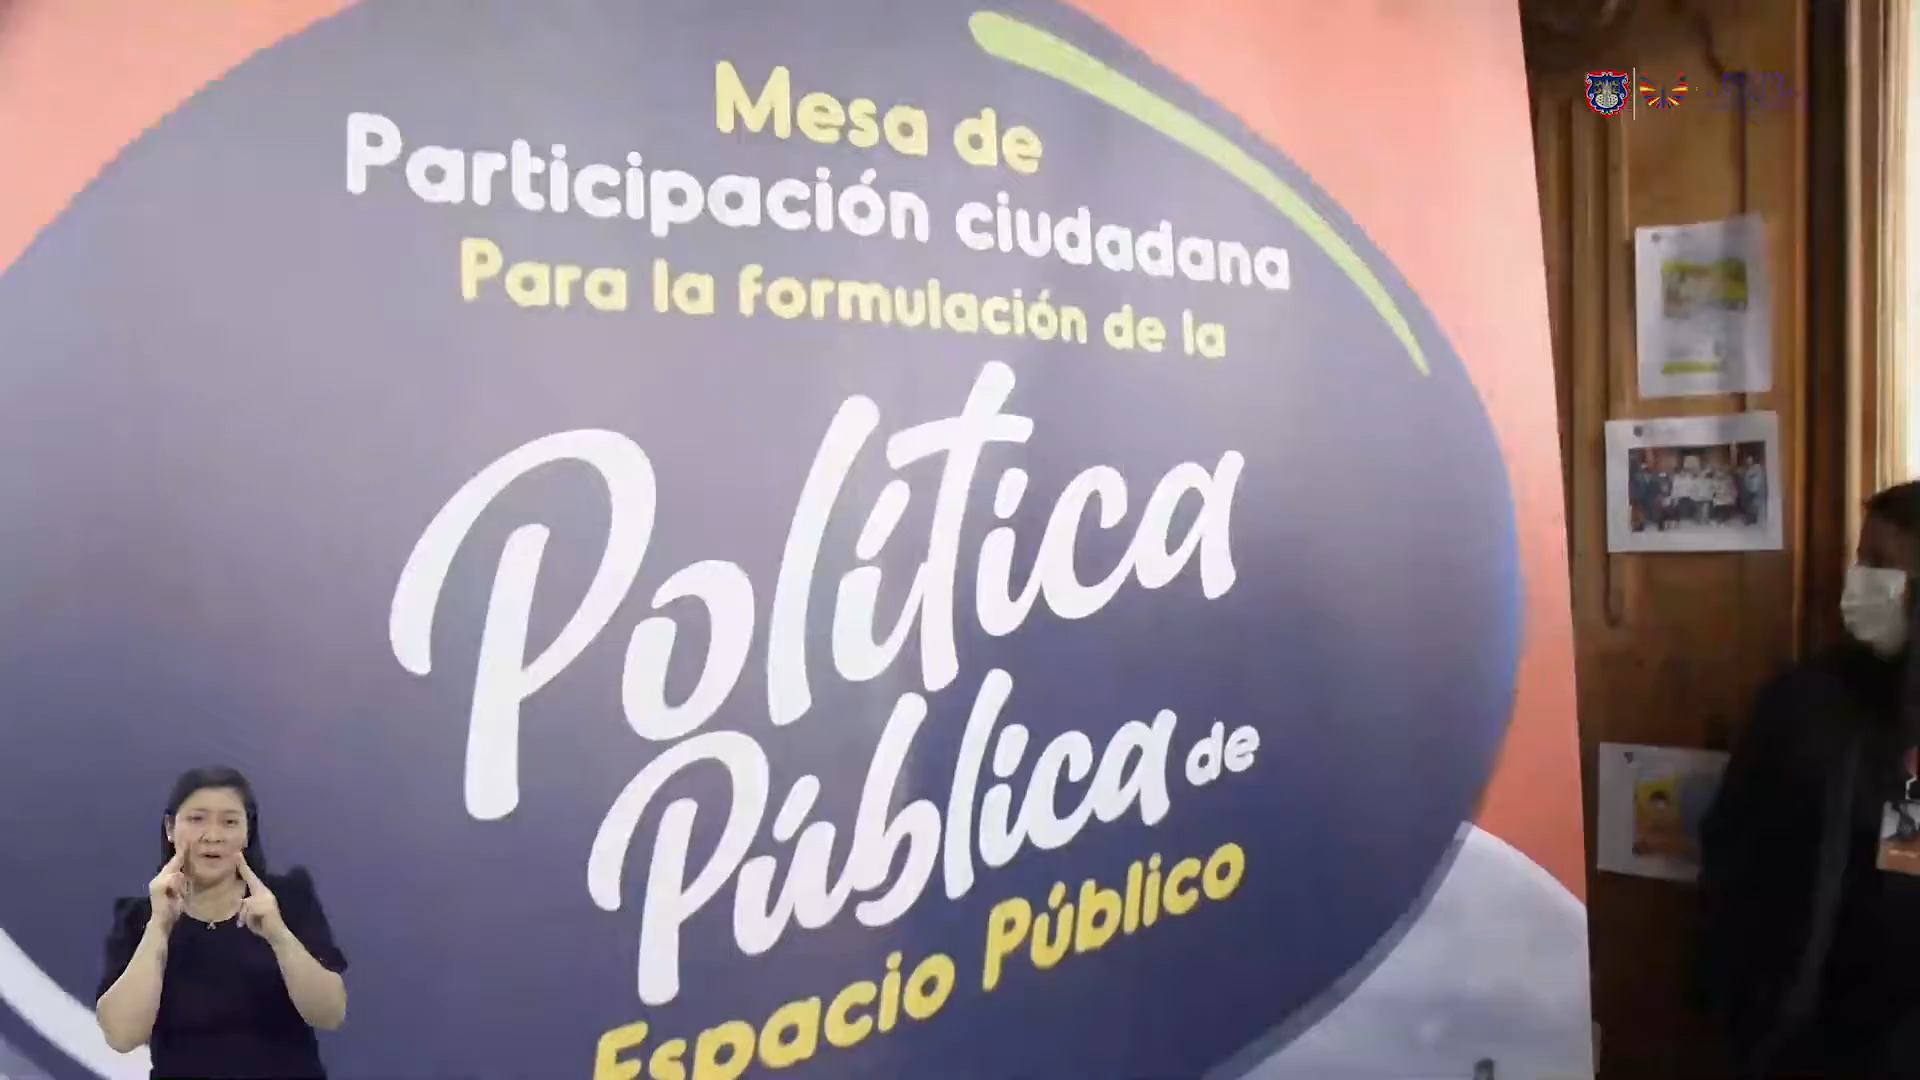 Mesa de
Participación ciudadana
Para la formulación de la
Política
Pública de
Espacio Público